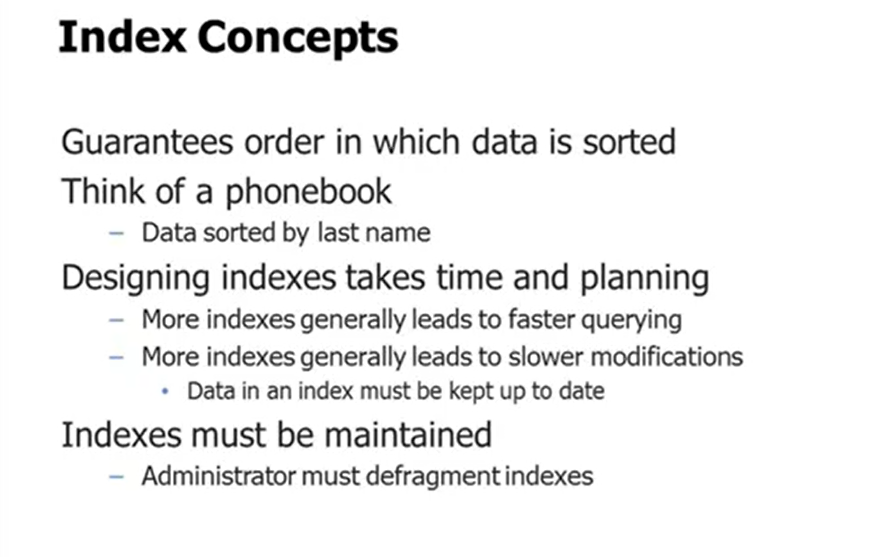 Index Concepts
Guarantees order in which data is sorted
Think of a phonebook
– Data sorted by last name
Designing indexes takes time and planning
– More indexes generally leads to faster querying
– More indexes generally leads to slower modifications
• Data in an index must be kept up to date
Indexes must be maintained
– Administrator must defragment indexes